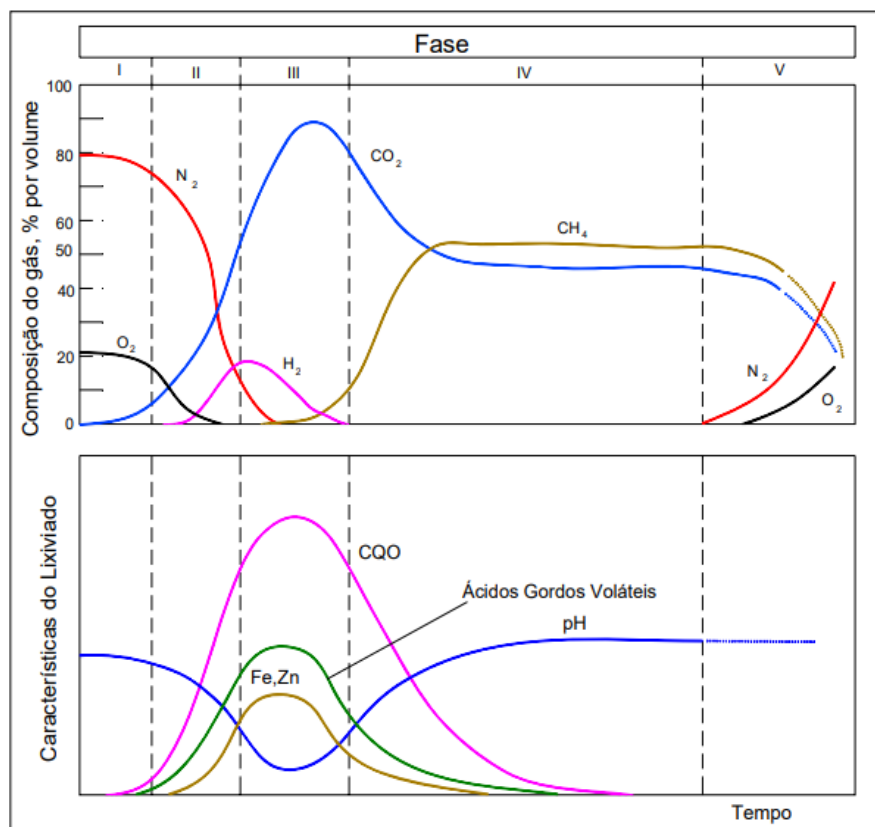 Fase
I II III IV V
Composição do gás, % por volume
100
80
60
50
40
20
0
N2
O2
H2
CO2
CH4
N2
O2
Características do Lixiviado
CQO
Ácidos Gordos Voláteis
pH
Fe,Zn
Tempo